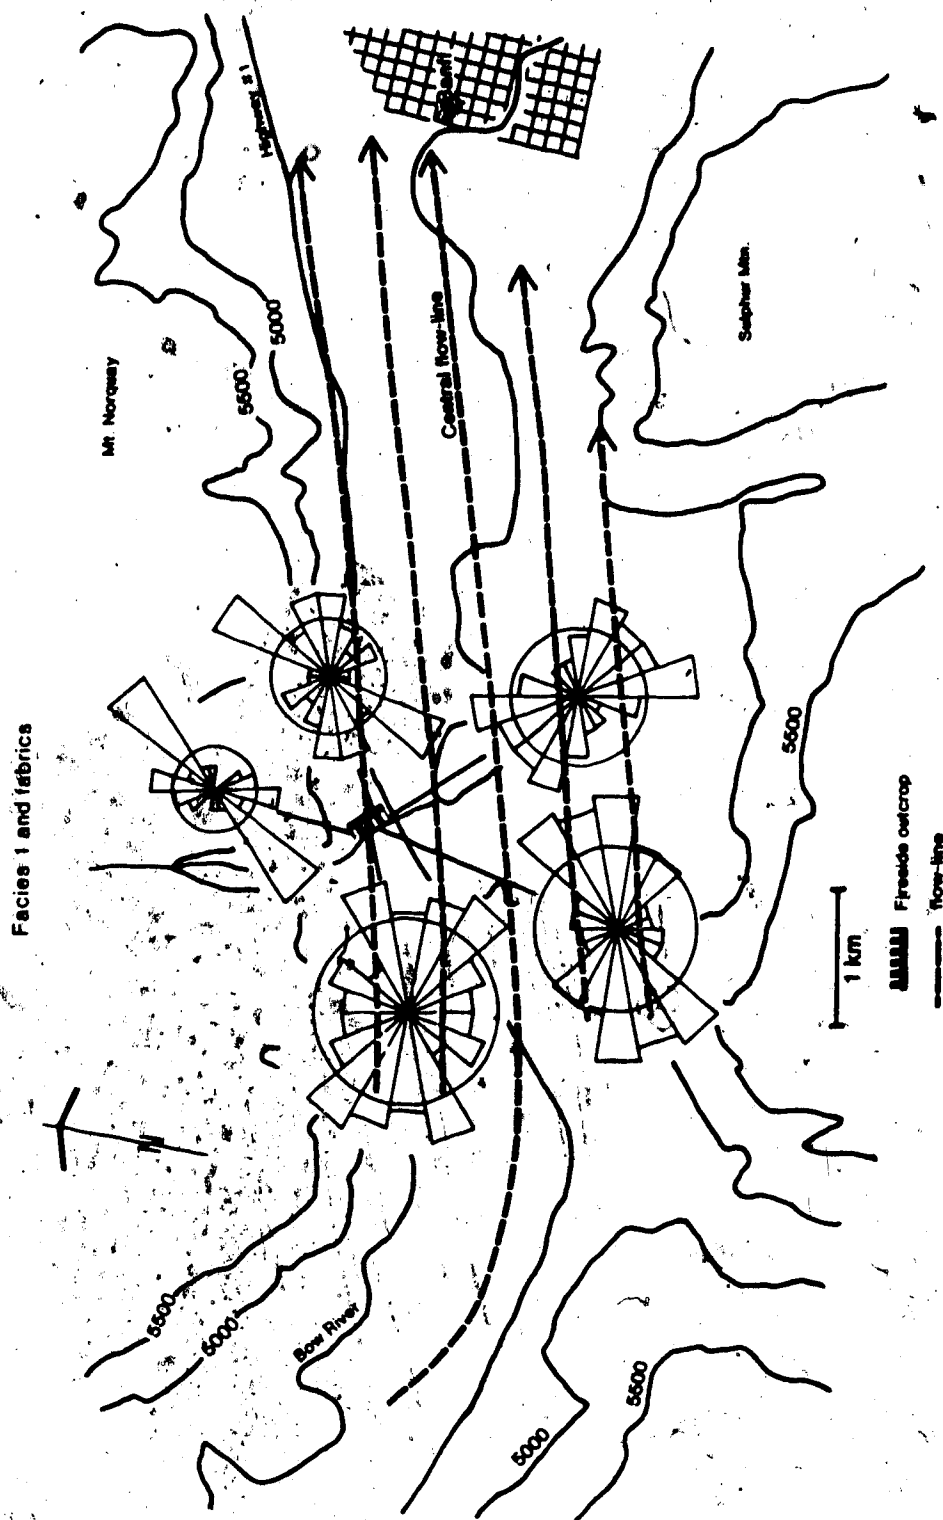 Facies 1 and fabrics
Mt. Norquay
Highway # 1
Banff
5500
5000
Central flow-line
Sulpher Mtn.
N
5500
5000
Bow River
5500
5000
5500
1 km
Fireside outcrop
flow-line